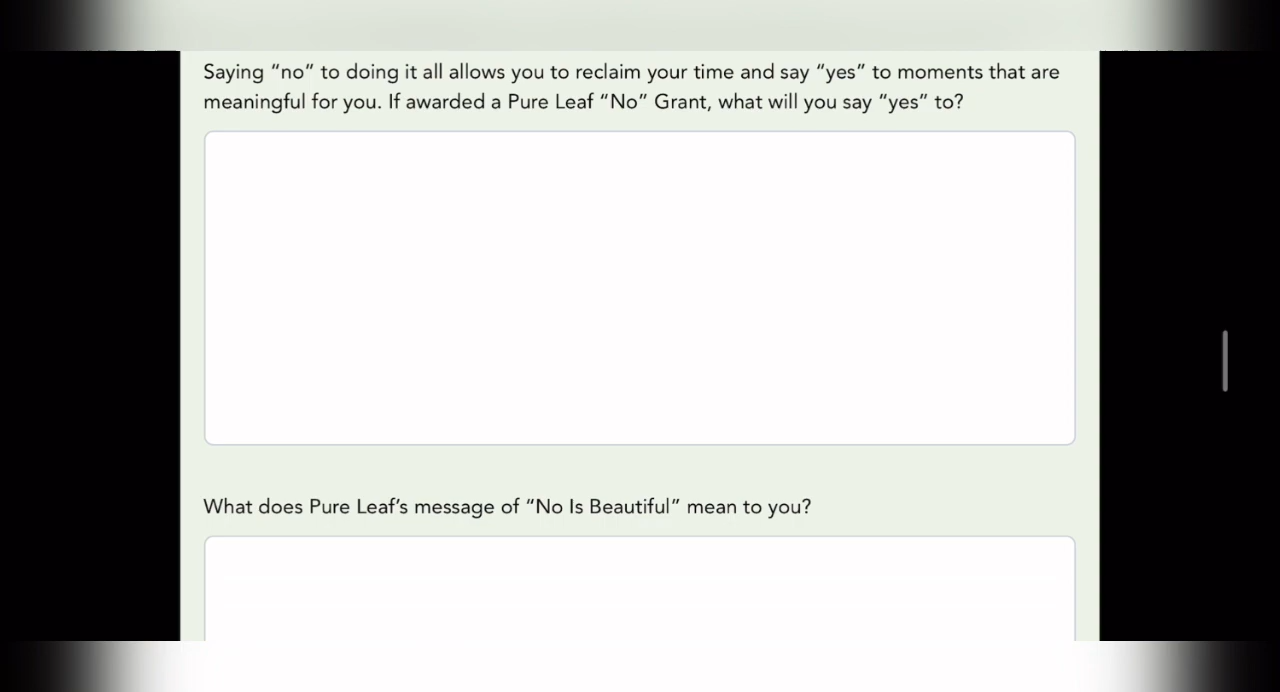 Saying “no” to doing it all allows you to reclaim your time and say “yes” to moments that are
meaningful for you. If awarded a Pure Leaf “No” Grant, what will you say “yes” to?
What does Pure Leaf’s message of “No Is Beautiful” mean to you?